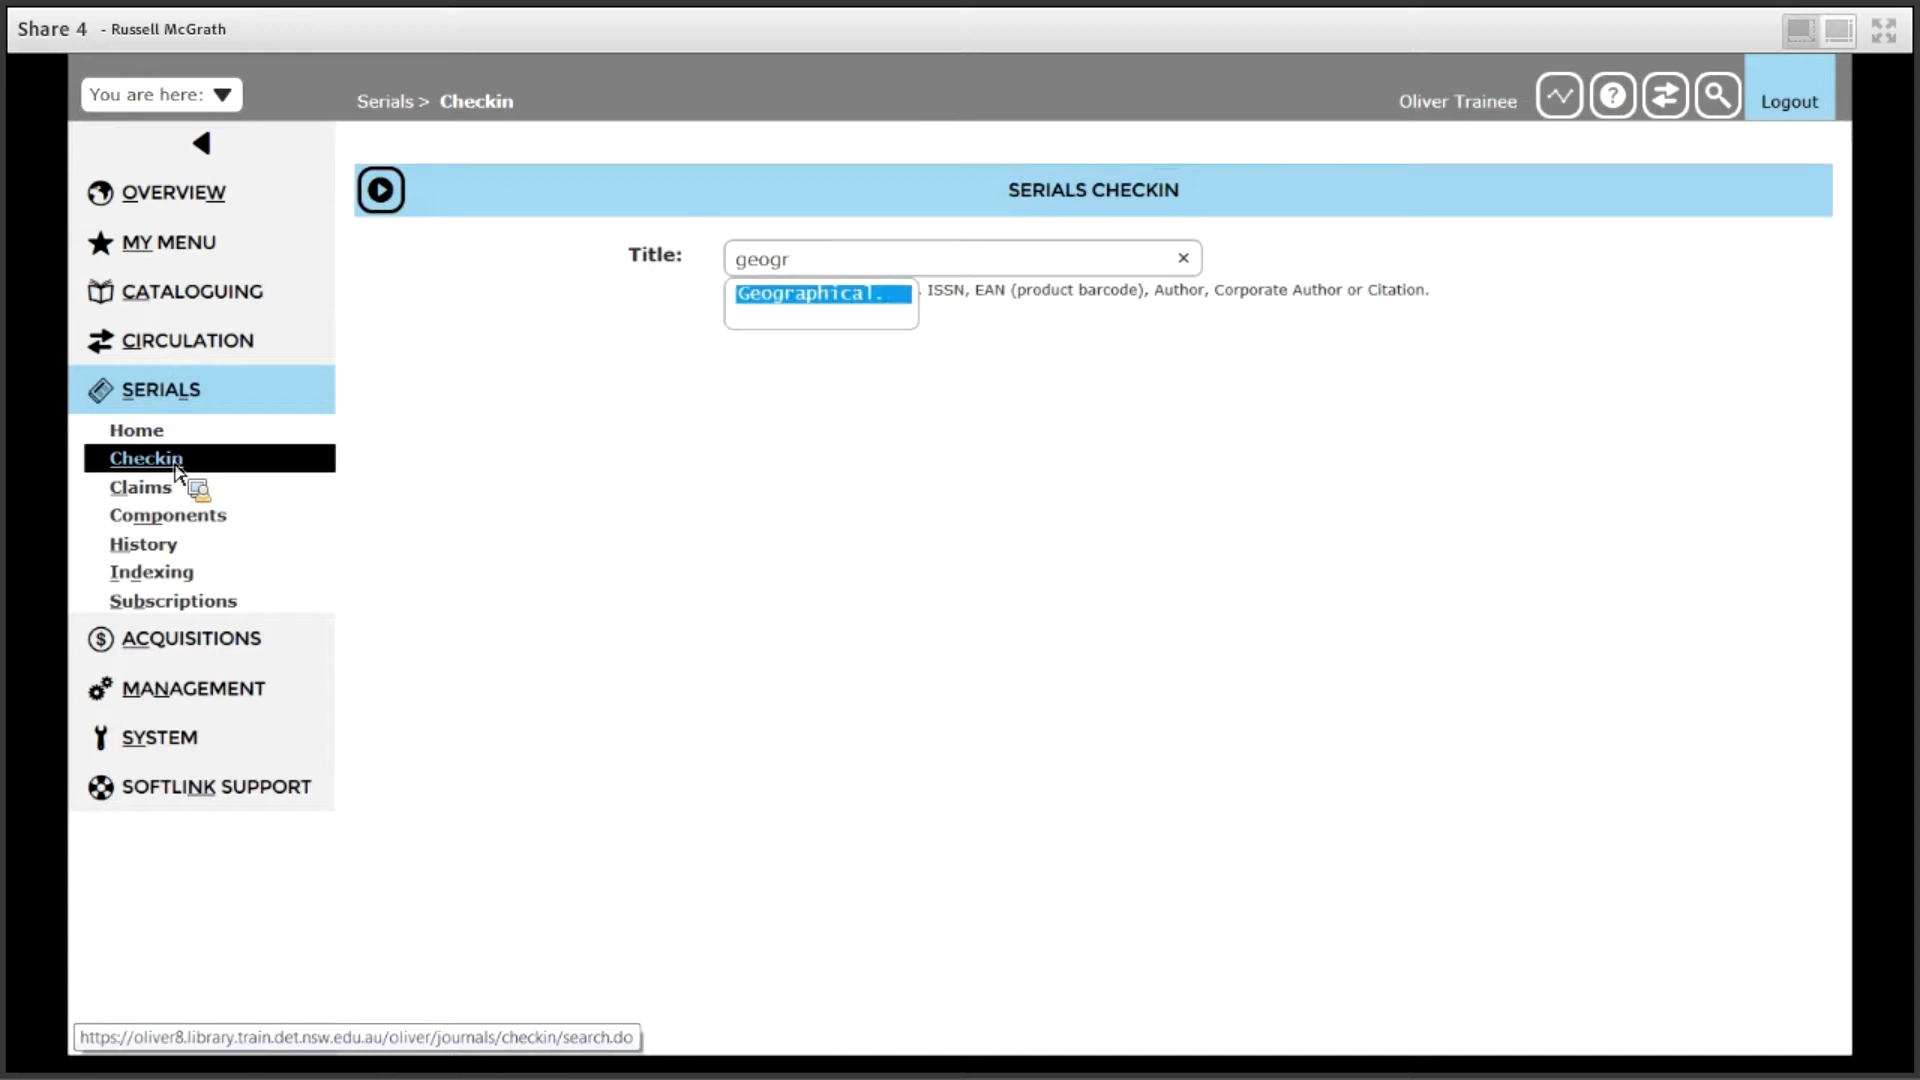 Share 4 - Russell McGrath
You are here:
Serials > Checkin
Oliver Trainee
Logout
OVERVIEW
MY MENU
CATALOGUING
CIRCULATION
SERIALS
Home
Checkin
Claims
Components
History
Indexing
Subscriptions
ACQUISITIONS
MANAGEMENT
SYSTEM
SOFTLINK SUPPORT
SERIALS CHECKIN
Title: geogr
Geographical.
ISSN, EAN (product barcode), Author, Corporate Author or Citation.
https://oliver8.library.train.det.nsw.edu.au/oliver/journals/checkin/search.do